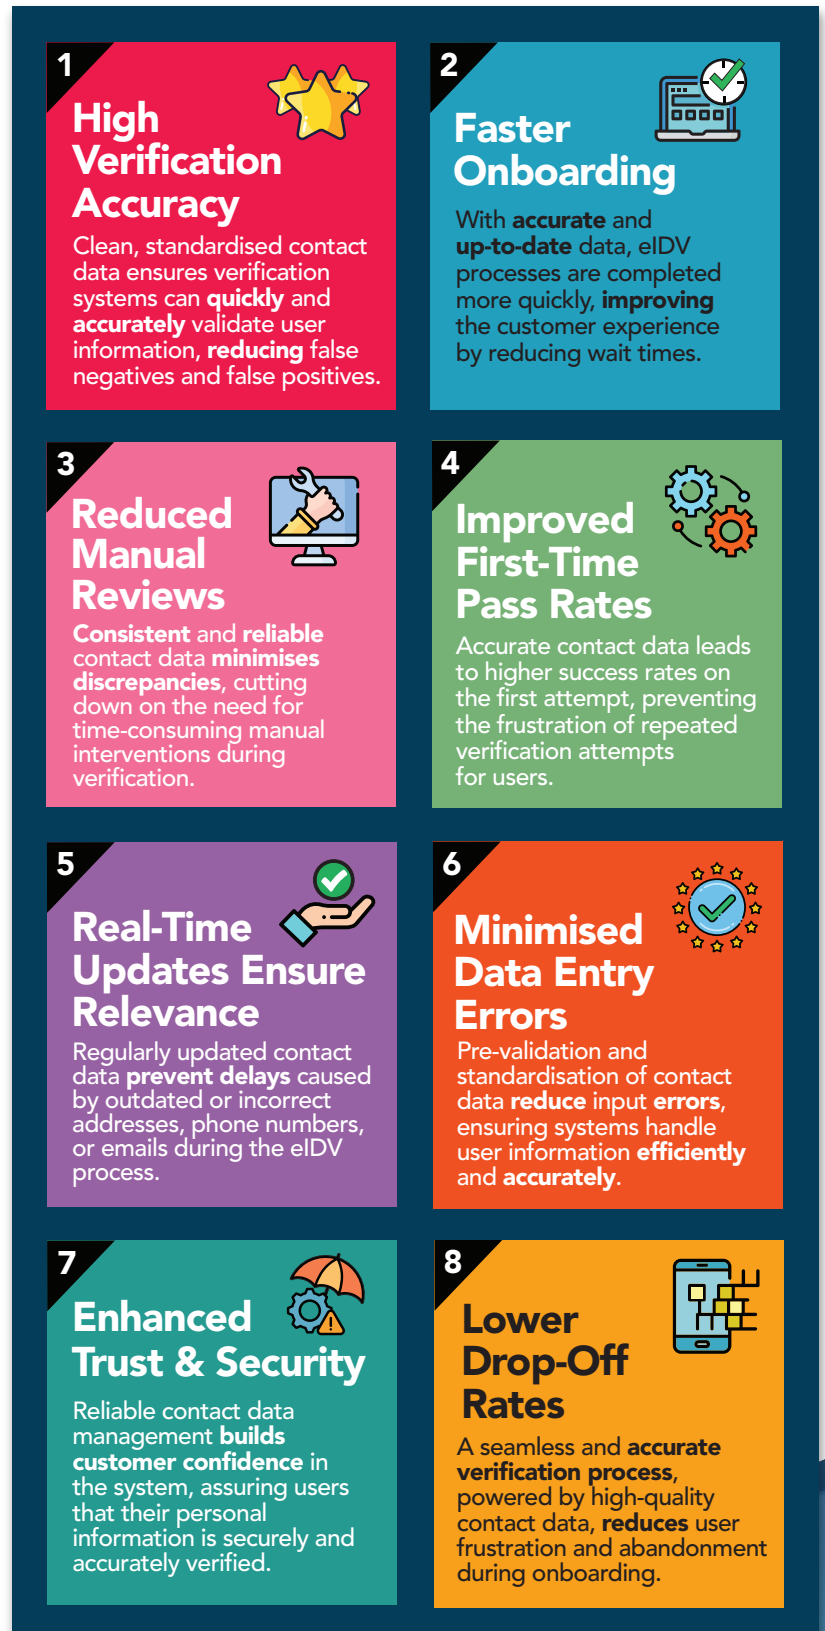 1
High
Verification
Accuracy
Clean, standardised contact
data ensures verification
systems can quickly and
accurately validate user
information, reducing false
negatives and false positives.
2
Faster
Onboarding
With accurate and
up-to-date data, eIDV
processes are completed
more quickly, improving
the customer experience
by reducing wait times.
3
Reduced
Manual
Reviews
Consistent and reliable
contact data minimises
discrepancies, cutting
down on the need for
time-consuming manual
interventions during
verification.
4
Improved
First-Time
Pass Rates
Accurate contact data leads
to higher success rates on
the first attempt, preventing
the frustration of repeated
verification attempts
for users.
5
Real-Time
Updates Ensure
Relevance
Regularly updated contact
data prevent delays caused
by outdated or incorrect
addresses, phone numbers,
or emails during the eIDV
process.
6
Minimised
Data Entry
Errors
Pre-validation and
standardisation of contact
data reduce input errors,
ensuring systems handle
user information efficiently
and accurately.
7
Enhanced
Trust & Security
Reliable contact data
management builds
customer confidence in
the system, assuring users
that their personal
information is securely and
accurately verified.
8
Lower
Drop-Off
Rates
A seamless and accurate
verification process,
powered by high-quality
contact data, reduces user
frustration and abandonment
during onboarding.